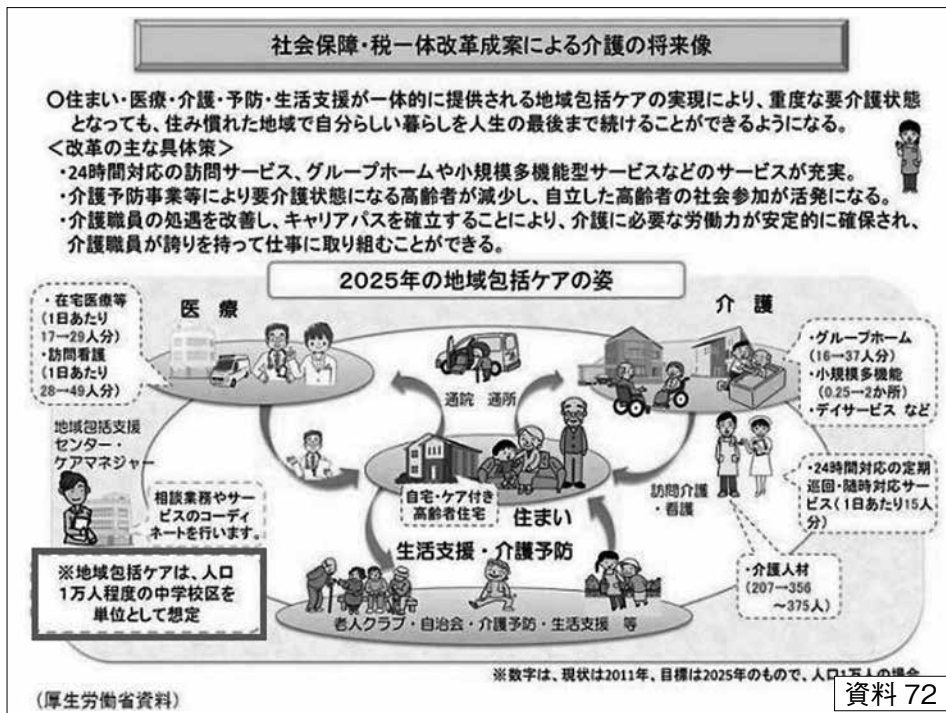 社会保障・税一体改革成案による介護の将来像
○住まい・医療・介護・予防・生活支援が一体的に提供される地域包括ケアの実現により、重度な要介護状態
となっても、住み慣れた地域で自分らしい暮らしを人生の最後まで続けることができるようになる。
＜改革の主な具体策＞
・24時間対応の訪問サービス、グループホームや小規模多機能型サービスなどのサービスが充実。
・介護予防事業等により要介護状態になる高齢者が減少し、自立した高齢者の社会参加が活発になる。
・介護職員の処遇を改善し、キャリアパスを確立することにより、介護に必要な労働力が安定的に確保され、
介護職員が誇りを持って仕事に取り組むことができる。
2025年の地域包括ケアの姿
・在宅医療等
(1日あたり
17→29人分)
・訪問看護
(1日あたり
28→49人分)
医療
介護
・グループホーム
(16→37人分)
・小規模多機能
(0.25→2か所)
・デイサービス など
通院 通所
地域包括支援
センター・
ケアマネジャー
相談業務やサー
ビスのコーディ
ネートを行います。
自宅・ケア付き
高齢者住宅
住まい
訪問介護
・看護
・24時間対応の定期
巡回・随時対応サー
ビス(1日あたり15人
分)
生活支援・介護予防
※地域包括ケアは、人口
1万人程度の中学校区を
単位として想定
・介護人材
(207→356
～375人)
老人クラブ・自治会・介護予防・生活支援 等
※数字は、現状は2011年、目標は2025年のもので、人口1万人の場合
(厚生労働省資料)
資料 72